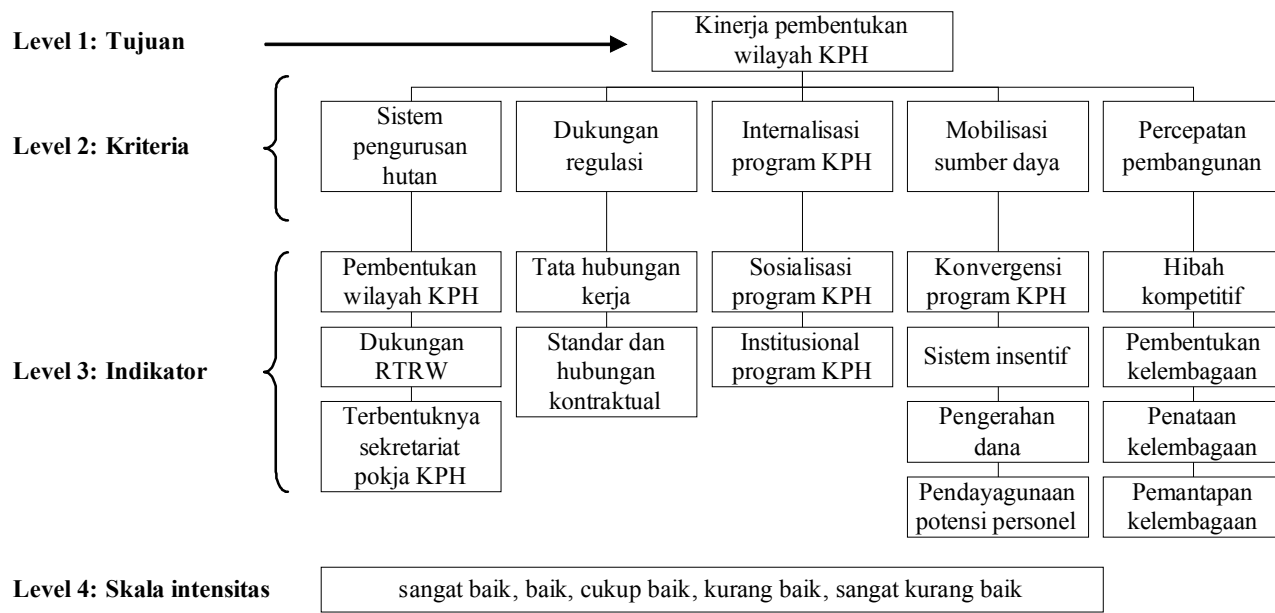 Level 1: Tujuan
Kinerja pembentukan
wilayah KPH
Level 2: Kriteria
Sistem
pengurusan
hutan
Dukungan
regulasi
Internalisasi
program KPH
Mobilisasi
sumber daya
Percepatan
pembangunan
Level 3: Indikator
Pembentukan
wilayah KPH
Dukungan
RTRW
Terbentuknya
sekretariat
pokja KPH
Tata hubungan
kerja
Standar dan
hubungan
kontraktual
Sosialisasi
program KPH
Institusional
program KPH
Konvergensi
program KPH
Sistem insentif
Pengerahan
dana
Pendayagunaan
potensi personel
Hibah
kompetitif
Pembentukan
kelembagaan
Penataan
kelembagaan
Pemantapan
kelembagaan
Level 4: Skala intensitas
sangat baik, baik, cukup baik, kurang baik, sangat kurang baik